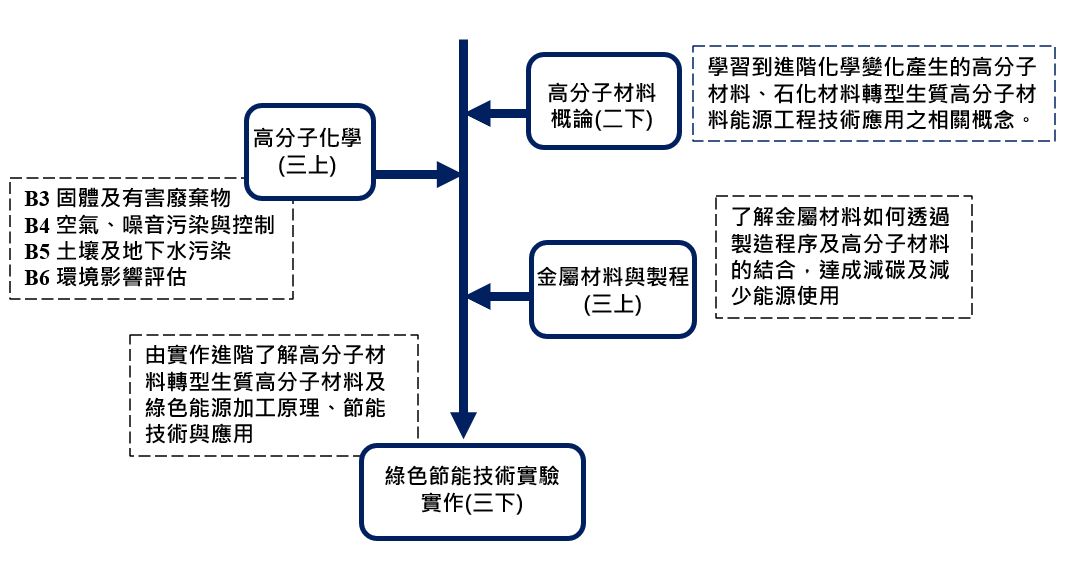 高分子材料
概論(二下)
學習到進階化學變化產生的高分子
材料、石化材料轉型生質高分子材
料能源工程技術應用之相關概念。
高分子化學
(三上)
B3 固體及有害廢棄物
B4 空氣、噪音污染與控制
B5 土壤及地下水污染
B6 環境影響評估
金屬材料與製程
(三上)
了解金屬材料如何透過
製造程序及高分子材料
的結合，達成減碳及減
少能源使用
由實作進階了解高分子材
料轉型生質高分子材料及
綠色能源加工原理、節能
技術與應用
綠色節能技術實驗
實作(三下)